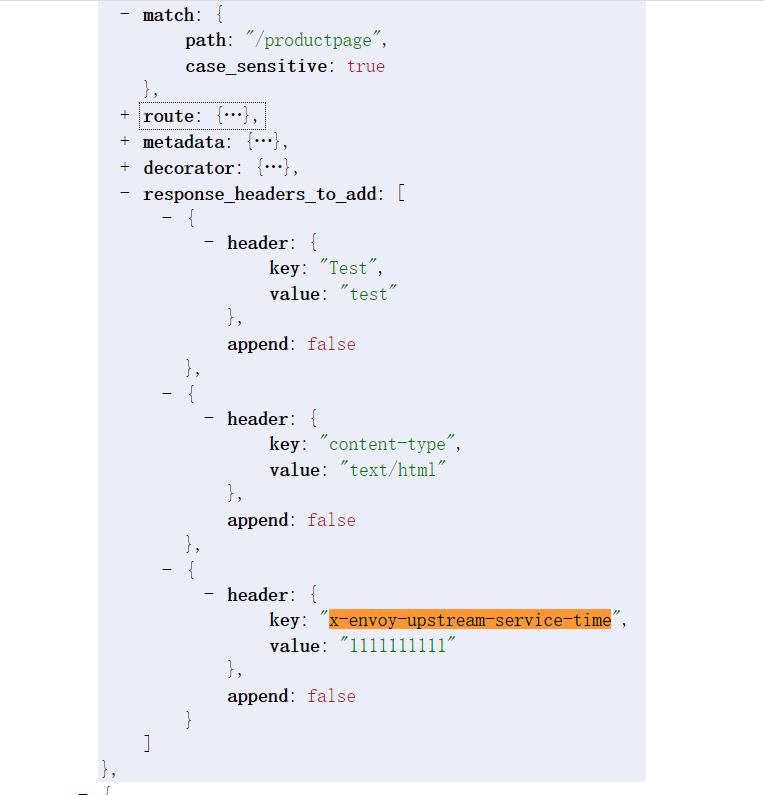 - match: {
path: "/productpage",
case_sensitive: true
},
+ route: {…},
+ metadata: {…},
+ decorator: {…},
- response_headers_to_add: [
- {
- header: {
key: "Test",
value: "test"
},
append: false
},
- {
- header: {
key: "content-type",
value: "text/html"
},
append: false
},
- {
- header: {
key: "x-envoy-upstream-service-time",
value: "1111111111"
},
append: false
}
]
},
- {